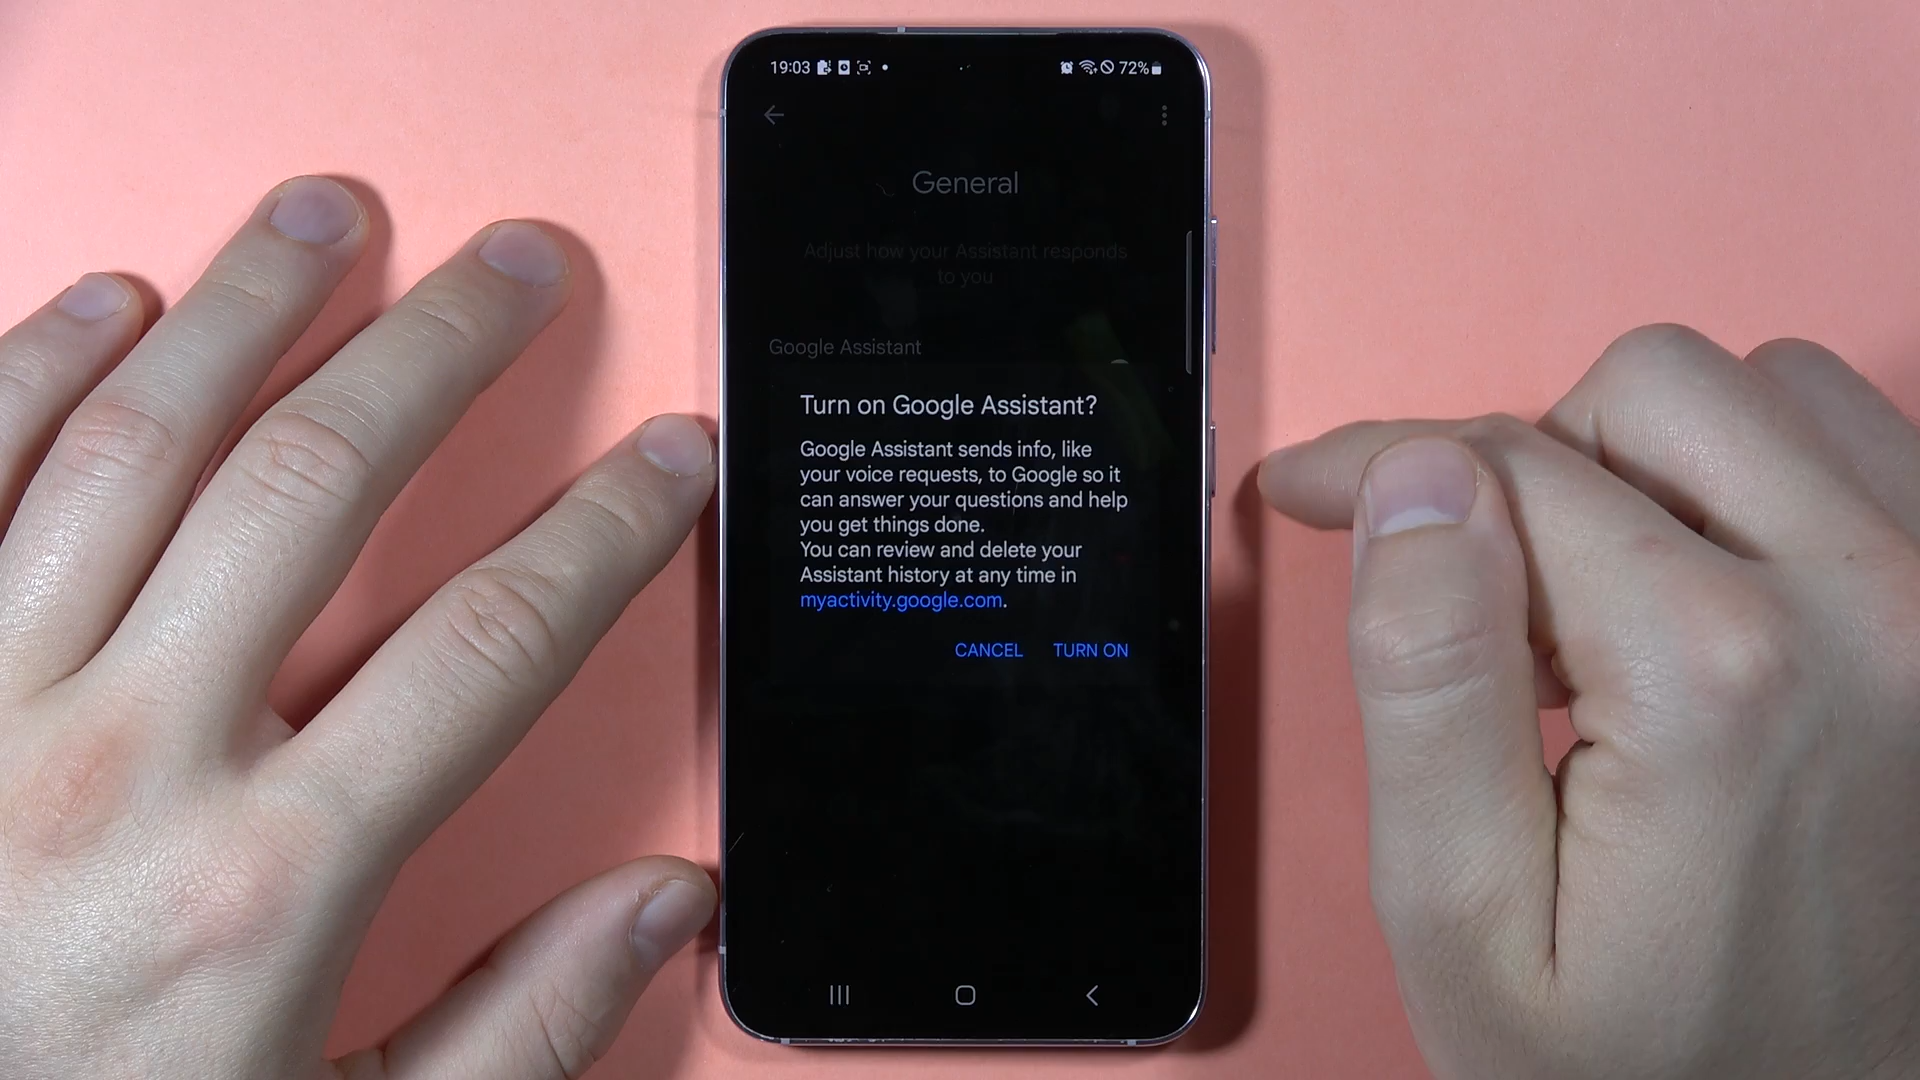 19:03 72%
General
Adjust how your Assistant responds
to you
Google Assistant
Turn on Google Assistant?
Google Assistant sends info, like
your voice requests, to Google so it
can answer your questions and help
you get things done.
You can review and delete your
Assistant history at any time in
myactivity.google.com.
CANCEL TURN ON